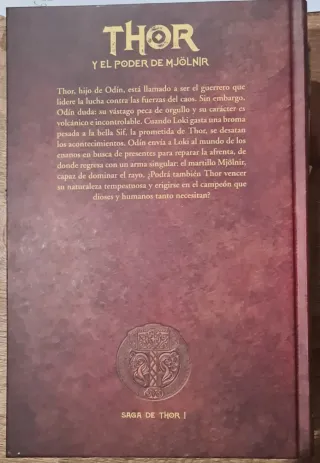 THOR
Y EL PODER DE MJÖLNIR
Thor, hijo de Odín, está llamado a ser el guerrero que
lidere la lucha contra las fuerzas del caos. Sin embargo,
Odín duda: su vástago peca de orgullo y su carácter es
volcánico e incontrolable. Cuando Loki gasta una broma
pesada a la bella Sif, la prometida de Thor, se desatan
los acontecimientos. Odín envía a Loki al mundo de los
enanos en busca de presentes para reparar la afrenta, de
donde regresa con un arma singular: el martillo Mjölnir,
capaz de dominar el rayo. ¿Podrá también Thor vencer
su naturaleza tempestuosa y erigirse en el campeón que
dioses y humanos tanto necesitan?
SAGA DE THOR I